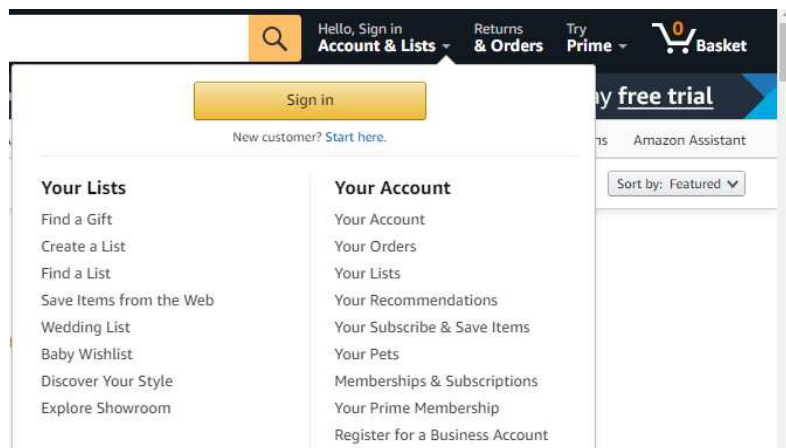 Hello, Sign in
Account & Lists
Returns
& Orders
Try
Prime
0
Basket
Sign in
New customer? Start here.
free trial
Amazon Assistant
Sort by: Featured
Your Lists
Find a Gift
Create a List
Find a List
Save Items from the Web
Wedding List
Baby Wishlist
Discover Your Style
Explore Showroom
Your Account
Your Account
Your Orders
Your Lists
Your Recommendations
Your Subscribe & Save Items
Your Pets
Memberships & Subscriptions
Your Prime Membership
Register for a Business Account